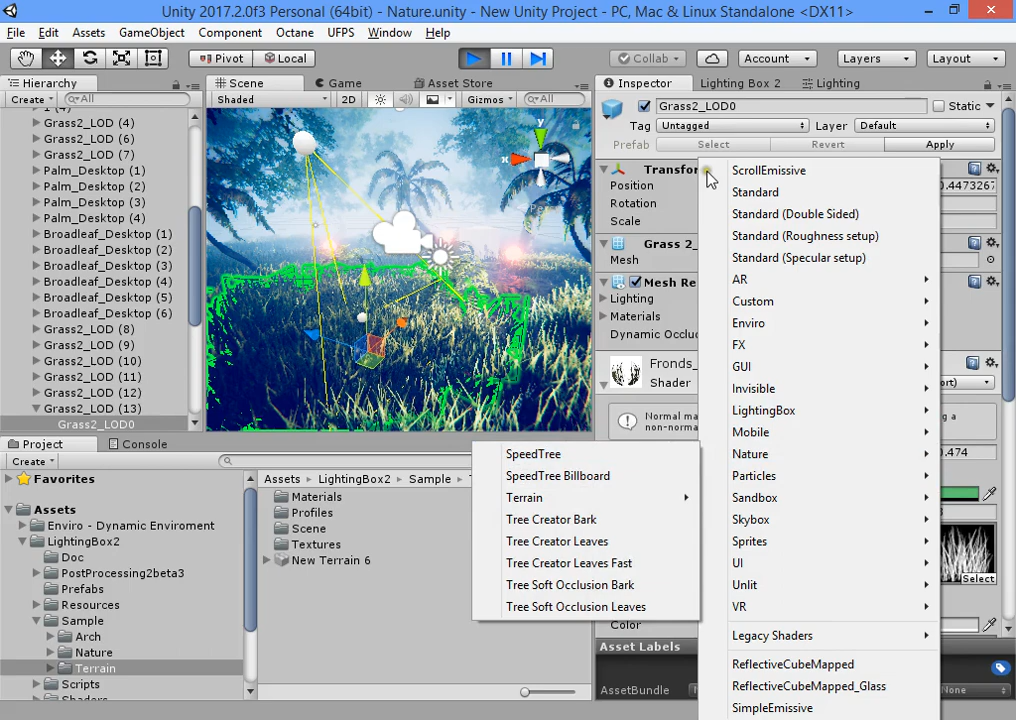 Unity 2017.2.0f3 Personal (64bit) - Nature.unity - New Unity Project - PC, Mac & Linux Standalone <DX11>
File Edit Assets GameObject Component Octane UFPS Window Help
Pivot Local Collab Account Layers Layout
Hierarchy Scene Game Asset Store Inspector Lighting Box 2 Lighting
Create All Shaded 2D Gizmos All
Grass2_LOD0 Static
Tag Untagged Layer Default
Prefab Select Revert Apply
Grass2_LOD (4)
Grass2_LOD (6)
Grass2_LOD (7)
Palm_Desktop (1)
Palm_Desktop (2)
Palm_Desktop (3)
Palm_Desktop (4)
Broadleaf_Desktop (1)
Broadleaf_Desktop (2)
Broadleaf_Desktop (3)
Broadleaf_Desktop (4)
Broadleaf_Desktop (5)
Broadleaf_Desktop (6)
Grass2_LOD (8)
Grass2_LOD (9)
Grass2_LOD (10)
Grass2_LOD (11)
Grass2_LOD (12)
Grass2_LOD (13)
Grass2_LOD0
y
x
Position
0.4473267
Rotation
Scale
Grass 2_
Mesh
Mesh Re
Lighting
Materials
Dynamic Occlu
Fronds_
Shader
Normal ma
non-norma
0.474
Select
Color
Asset Labels
AssetBundle
None
ScrollEmissive
Standard
Standard (Double Sided)
Standard (Roughness setup)
Standard (Specular setup)
AR
Custom
Enviro
FX
GUI
Invisible
LightingBox
Mobile
Nature
Particles
Sandbox
Skybox
Sprites
UI
Unlit
VR
Legacy Shaders
ReflectiveCubeMapped
ReflectiveCubeMapped_Glass
SimpleEmissive
SpeedTree
SpeedTree Billboard
Terrain
Tree Creator Bark
Tree Creator Leaves
Tree Creator Leaves Fast
Tree Soft Occlusion Bark
Tree Soft Occlusion Leaves
Project Console
Create
Favorites
Assets
Enviro - Dynamic Enviroment
LightingBox2
Doc
PostProcessing2beta3
Prefabs
Resources
Sample
Arch
Nature
Terrain
Scripts
Assets LightingBox2 Sample
Materials
Profiles
Scene
Textures
New Terrain 6